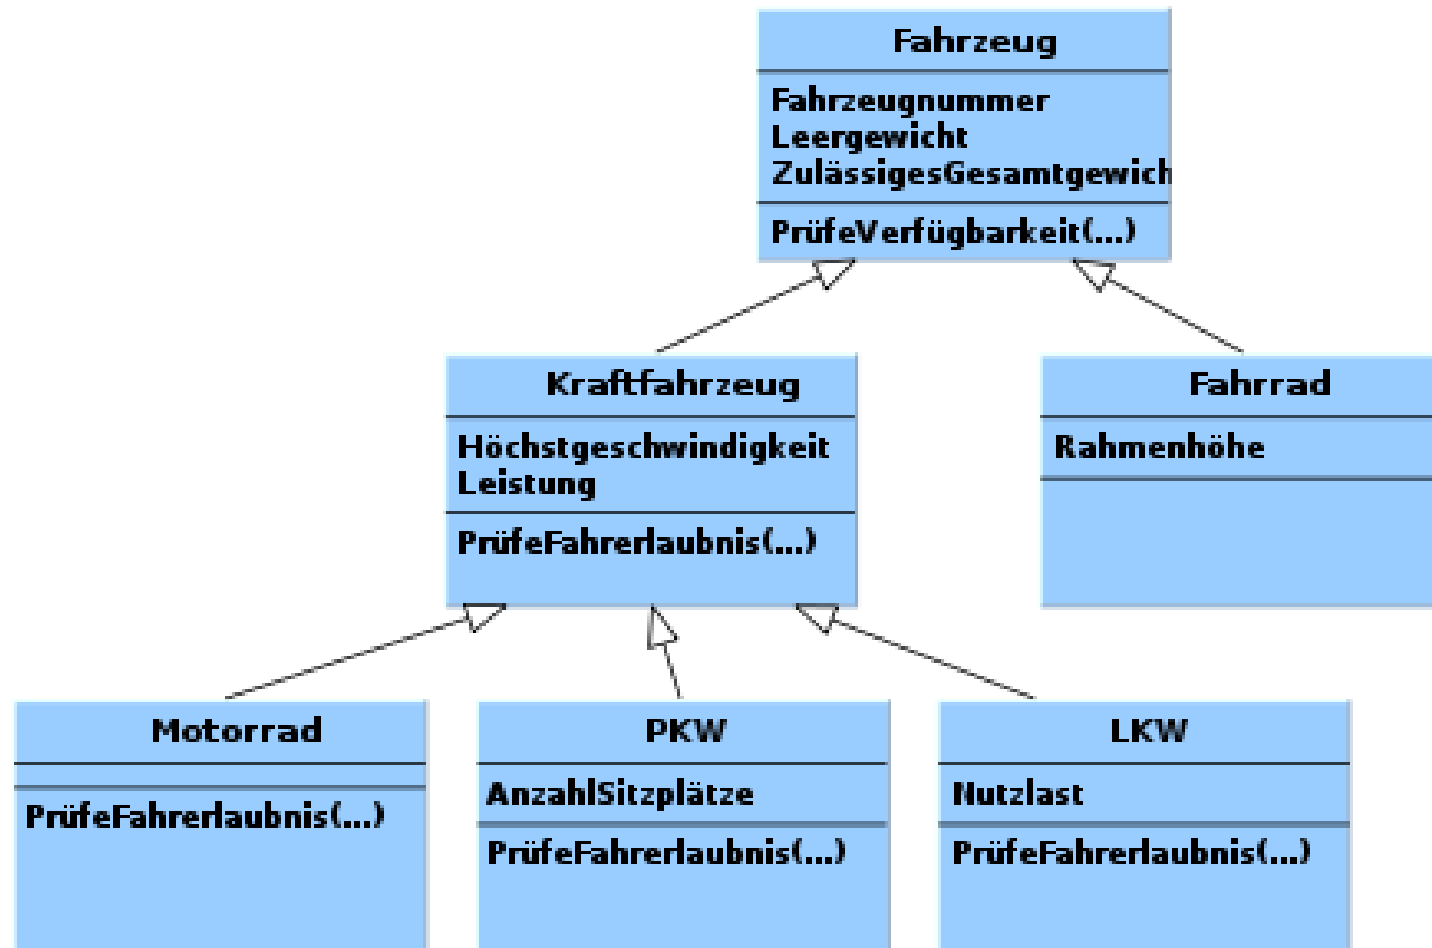 Fahrzeug
Fahrzeugnummer
Leergewicht
ZulässigesGesamtgewich
PrüfeVerfügbarkeit(...)
Kraftfahrzeug
Höchstgeschwindigkeit
Leistung
PrüfeFahrerlaubnis(...)
Fahrrad
Rahmenhöhe
Motorrad
PrüfeFahrerlaubnis(...)
PKW
AnzahlSitzplätze
PrüfeFahrerlaubnis(...)
LKW
Nutzlast
PrüfeFahrerlaubnis(...)